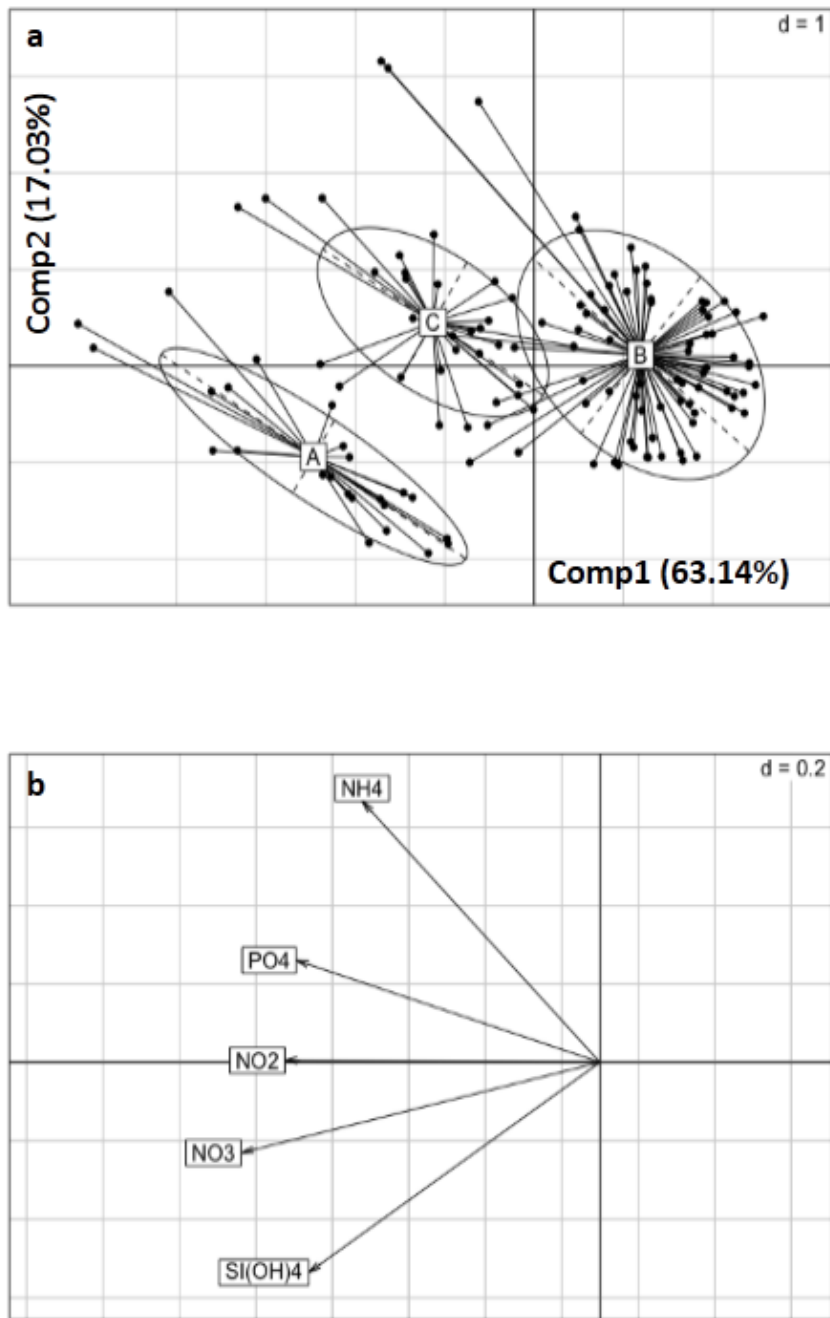 a
d = 1
Comp2 (17.03%)
C
B
A
Comp1 (63.14%)
b
d = 0.2
NH4
PO4
NO2
NO3
SI(OH)4